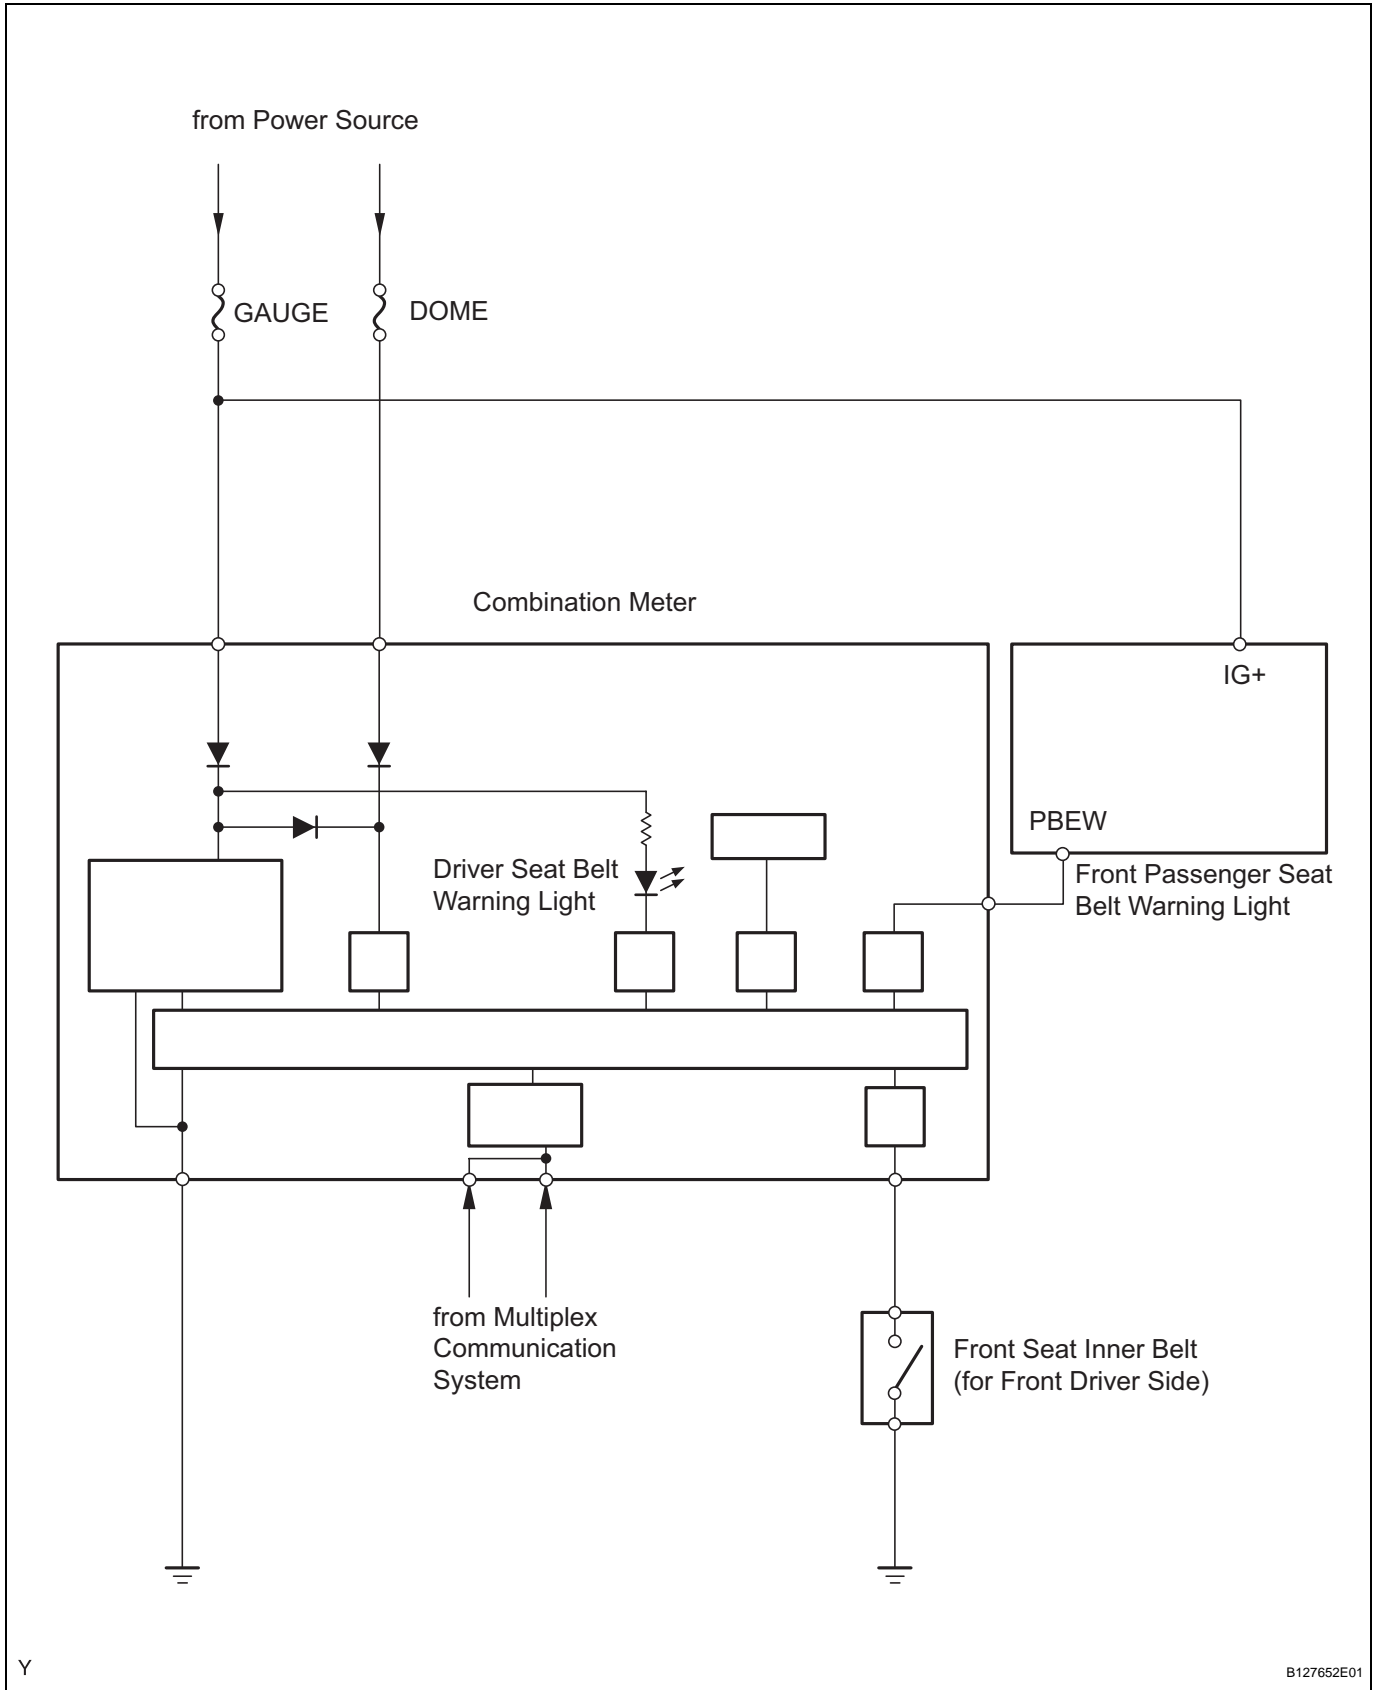 from Power Source
GAUGE
DOME
Combination Meter
IG+
PBEW
Driver Seat Belt
Warning Light
Front Passenger Seat
Belt Warning Light
from Multiplex
Communication
System
Front Seat Inner Belt
(for Front Driver Side)
Y
B127652E01